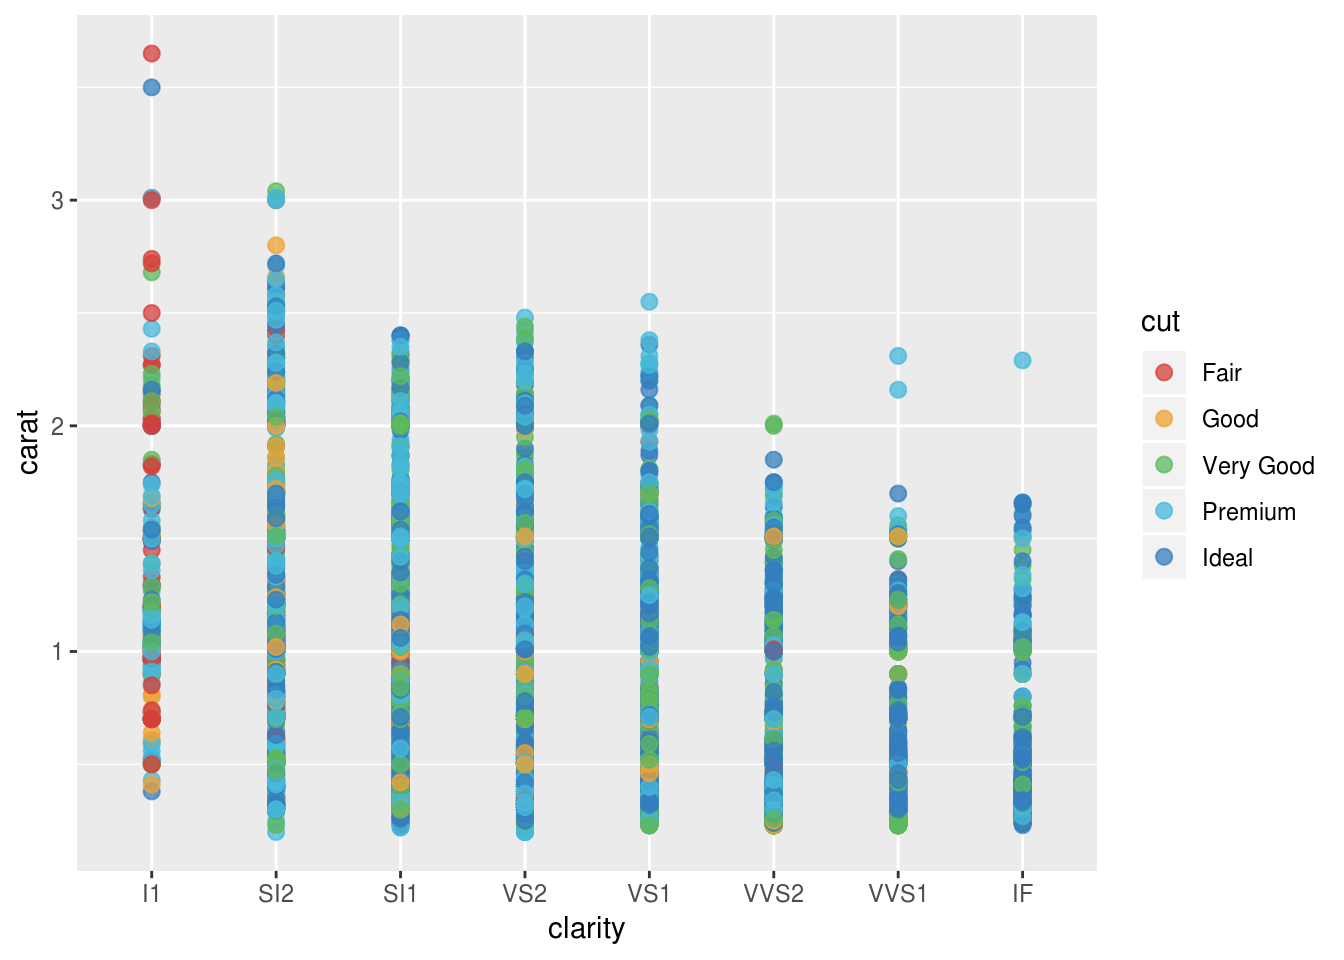 3
2
1
carat
I1 SI2 SI1 VS2 VS1 VVS2 VVS1 IF
clarity
cut
Fair
Good
Very Good
Premium
Ideal